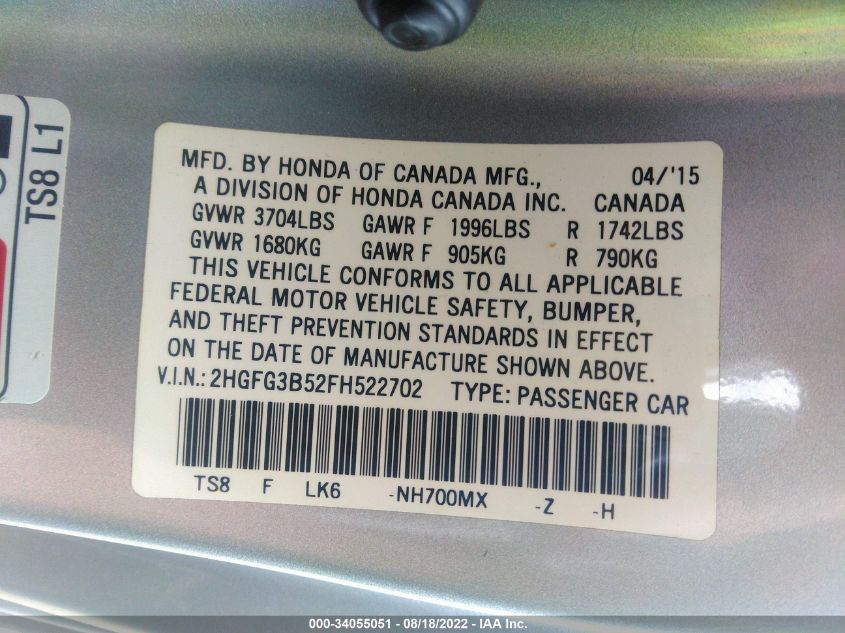 TS8 L1
MFD. BY HONDA OF CANADA MFG., 04/'15
A DIVISION OF HONDA CANADA INC. CANADA
GVWR 3704LBS GAWR F 1996LBS R 1742LBS
GVWR 1680KG GAWR F 905KG R 790KG
THIS VEHICLE CONFORMS TO ALL APPLICABLE
FEDERAL MOTOR VEHICLE SAFETY, BUMPER,
AND THEFT PREVENTION STANDARDS IN EFFECT
ON THE DATE OF MANUFACTURE SHOWN ABOVE.
V.I.N.: 2HGFG3B52FH522702 TYPE: PASSENGER CAR
TS8 F LK6 -NH700MX -Z -H
000-34055051 - 08/18/2022 - IAA Inc.